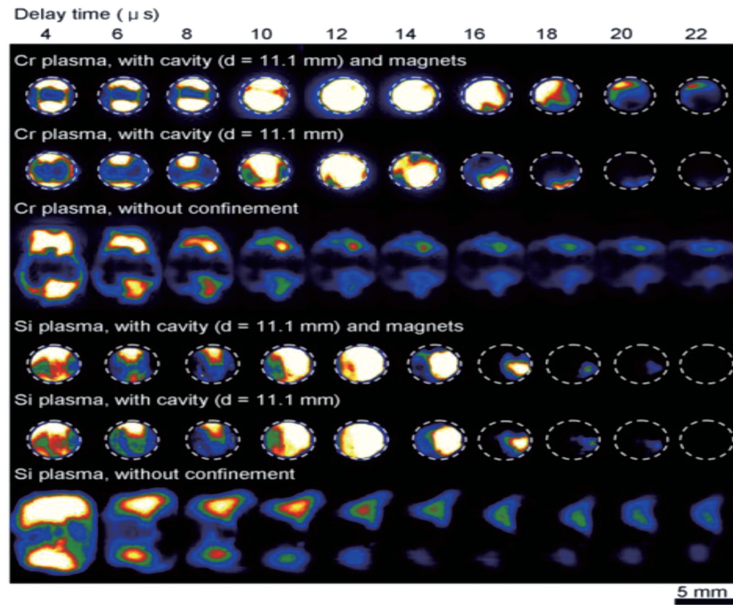 Delay time ( μ s)
4 6 8 10 12 14 16 18 20 22
Cr plasma, with cavity (d = 11.1 mm) and magnets
Cr plasma, with cavity (d = 11.1 mm)
Cr plasma, without confinement
Si plasma, with cavity (d = 11.1 mm) and magnets
Si plasma, with cavity (d = 11.1 mm)
Si plasma, without confinement
5 mm